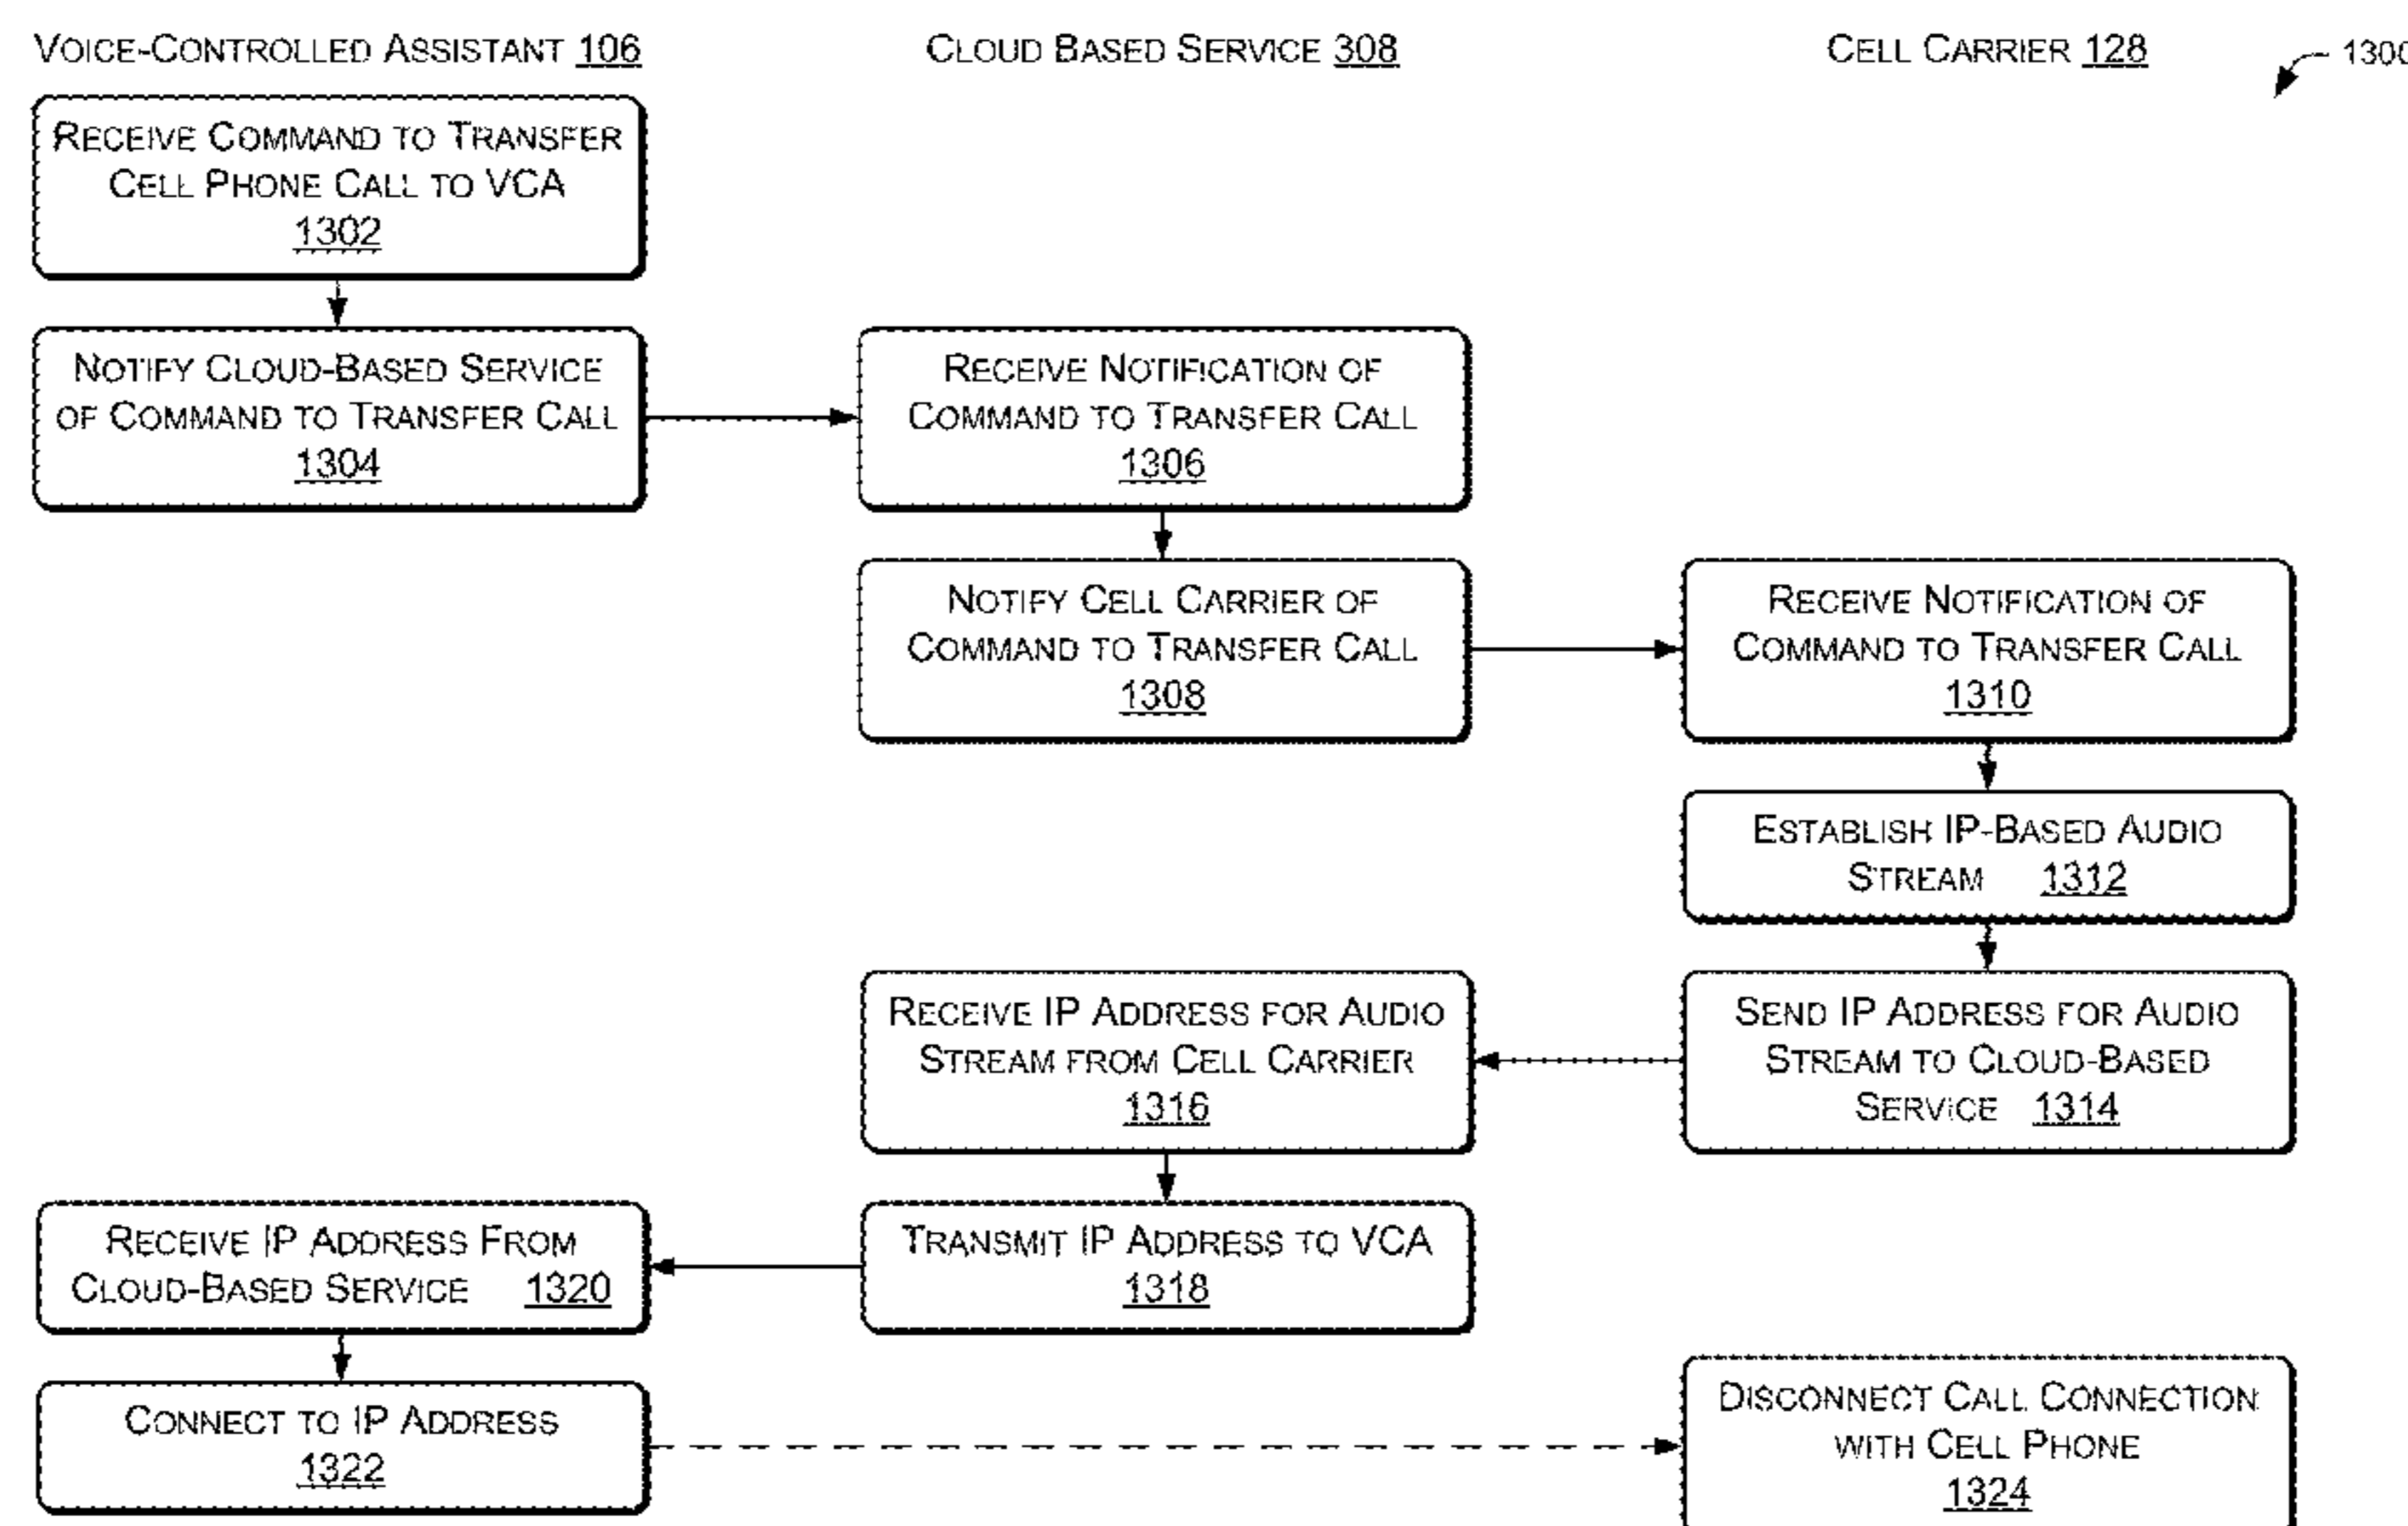 VOICE-CONTROLLED ASSISTANT 106
CLOUD BASED SERVICE 308
CELL CARRIER 128
1300
RECEIVE COMMAND TO TRANSFER
CELL PHONE CALL TO VCA
1302
NOTIFY CLOUD-BASED SERVICE
OF COMMAND TO TRANSFER CALL
1304
RECEIVE NOTIFICATION OF
COMMAND TO TRANSFER CALL
1306
NOTIFY CELL CARRIER OF
COMMAND TO TRANSFER CALL
1308
RECEIVE NOTIFICATION OF
COMMAND TO TRANSFER CALL
1310
ESTABLISH IP-BASED AUDIO
STREAM 1312
SEND IP ADDRESS FOR AUDIO
STREAM TO CLOUD-BASED
SERVICE 1314
RECEIVE IP ADDRESS FOR AUDIO
STREAM FROM CELL CARRIER
1316
TRANSMIT IP ADDRESS TO VCA
1318
RECEIVE IP ADDRESS FROM
CLOUD-BASED SERVICE 1320
CONNECT TO IP ADDRESS
1322
DISCONNECT CALL CONNECTION
WITH CELL PHONE
1324